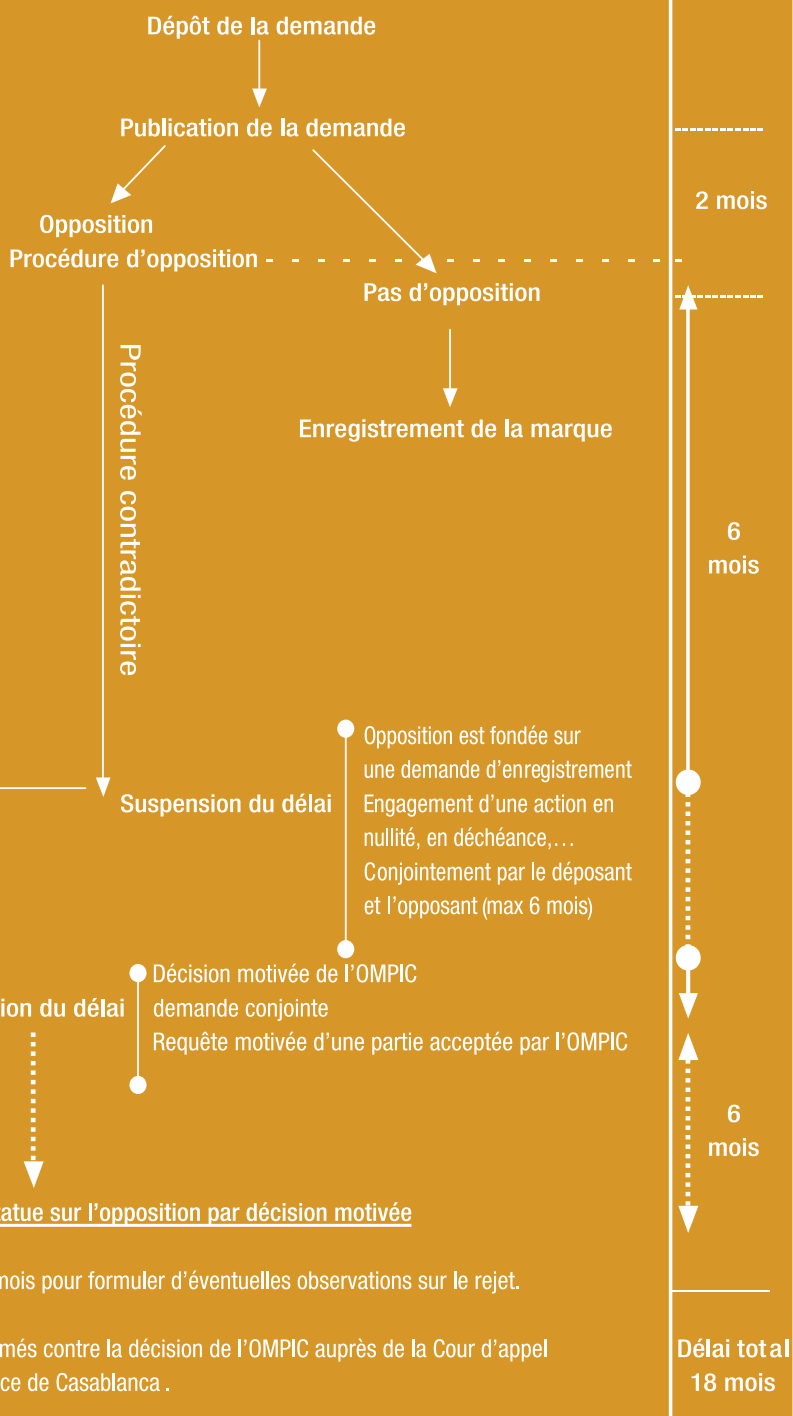 Dépôt de la demande
Publication de la demande
2 mois
Opposition
Procédure d'opposition
Pas d'opposition
Procédure contradictoire
Enregistrement de la marque
6
mois
Suspension du délai
Opposition est fondée sur
une demande d'enregistrement
Engagement d'une action en
nullité, en déchéance,…
Conjointement par le déposant
et l'opposant (max 6 mois)
ion du délai
Décision motivée de l'OMPIC
demande conjointe
Requête motivée d'une partie acceptée par l'OMPIC
6
mois
tatue sur l'opposition par décision motivée
mois pour formuler d'éventuelles observations sur le rejet.
més contre la décision de l'OMPIC auprès de la Cour d'appel
ce de Casablanca .
Délai total
18 mois